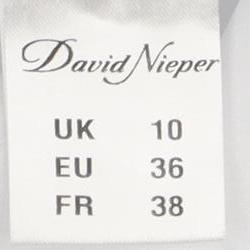 David Nieper
UK 10
EU 36
FR 38